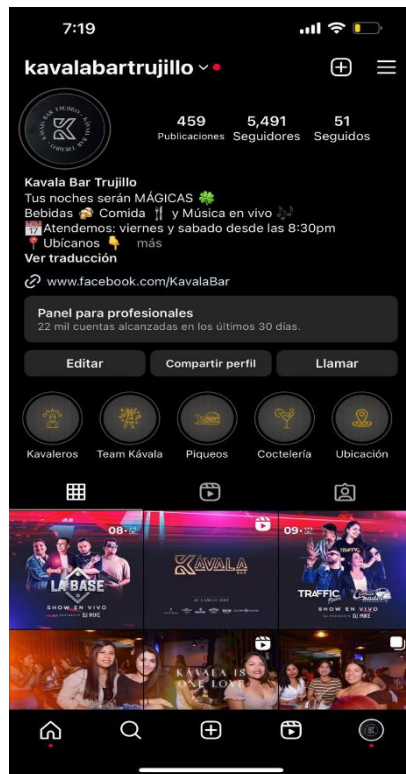 7:19
kavalabartrujillo
459
5,491
51
Publicaciones
Seguidores
Seguidos
Kavala Bar Trujillo
Tus noches serán MÁGICAS 🍀
Bebidas 🍻 Comida 🍴 y Música en vivo 🎶
📅 Atendemos: viernes y sabado desde las 8:30pm
📍 Ubícanos 👇 más
Ver traducción
www.facebook.com/KavalaBar
Panel para profesionales
22 mil cuentas alcanzadas en los últimos 30 días.
Editar
Compartir perfil
Llamar
Kavaleros
Team Kávala
Piqueos
Coctelería
Ubicación
08
LA BASE
SHOW EN VIVO
DJ MIKE
KÁVALA
BAR
09
TRAFFIC
SHOW EN VIVO
DJ MIKE
KAVALA IS
ONE LOVE